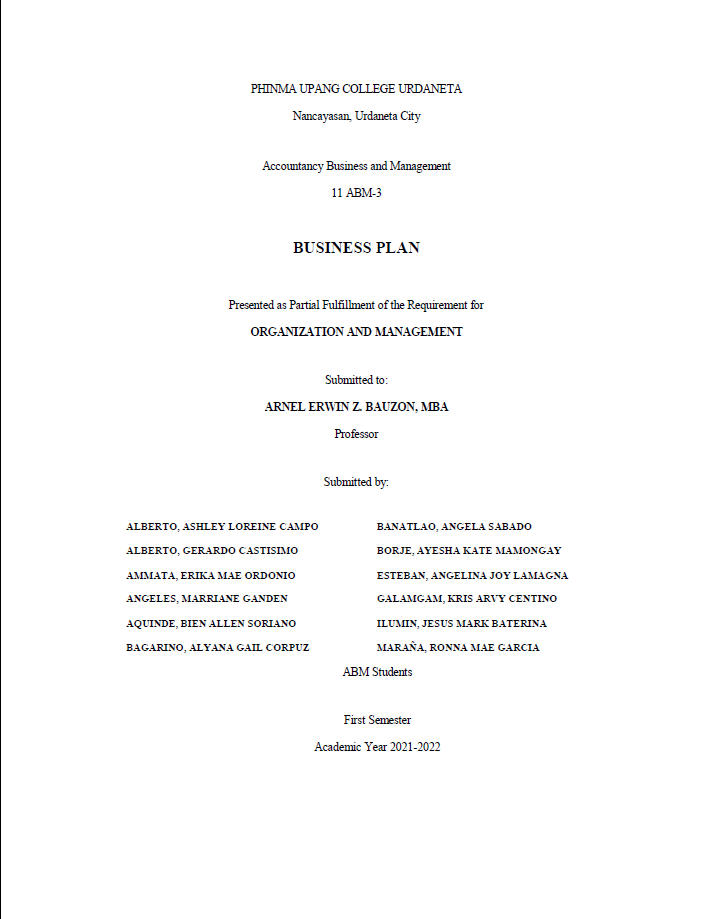 PHINMA UPANG COLLEGE URDANETA
Nancayasan, Urdaneta City
Accountancy Business and Management
11 ABM-3
BUSINESS PLAN
Presented as Partial Fulfillment of the Requirement for
ORGANIZATION AND MANAGEMENT
Submitted to:
ARNEL ERWIN Z. BAUZON, MBA
Professor
Submitted by:
ALBERTO, ASHLEY LOREINE CAMPO
ALBERTO, GERARDO CASTISIMO
AMMATA, ERIKA MAE ORDONIO
ANGELES, MARRIANE GANDEN
AQUINDE, BIEN ALLEN SORIANO
BAGARINO, ALYANA GAIL CORPUZ
BANATLAO, ANGELA SABADO
BORJE, AYESHA KATE MAMONGAY
ESTEBAN, ANGELINA JOY LAMAGNA
GALAMGAM, KRIS ARVY CENTINO
ILUMIN, JESUS MARK BATERINA
MARAÑA, RONNA MAE GARCIA
ABM Students
First Semester
Academic Year 2021-2022